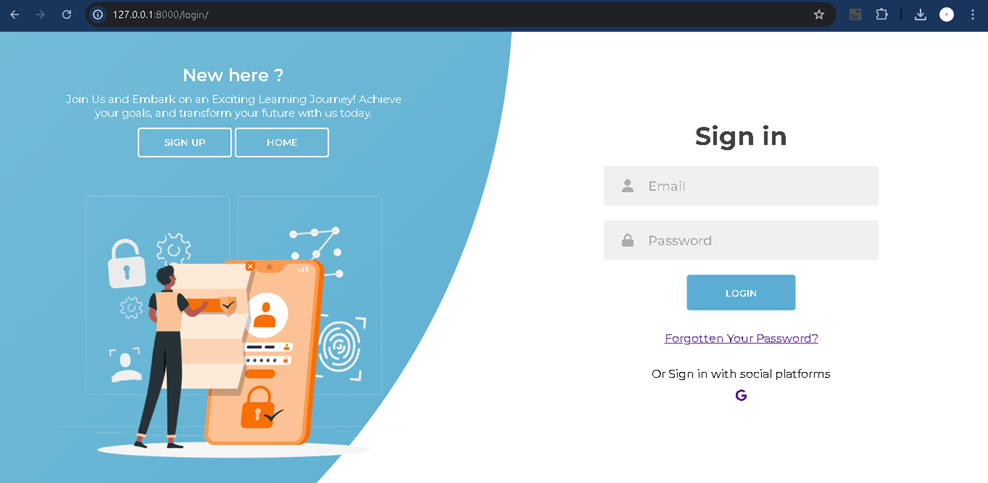 127.0.0.1:8000/login/
New here ?
Join Us and Embark on an Exciting Learning Journey! Achieve
your goals, and transform your future with us today.
SIGN UP
HOME
Sign in
Email
Password
LOGIN
Forgotten Your Password?
Or Sign in with social platforms
G